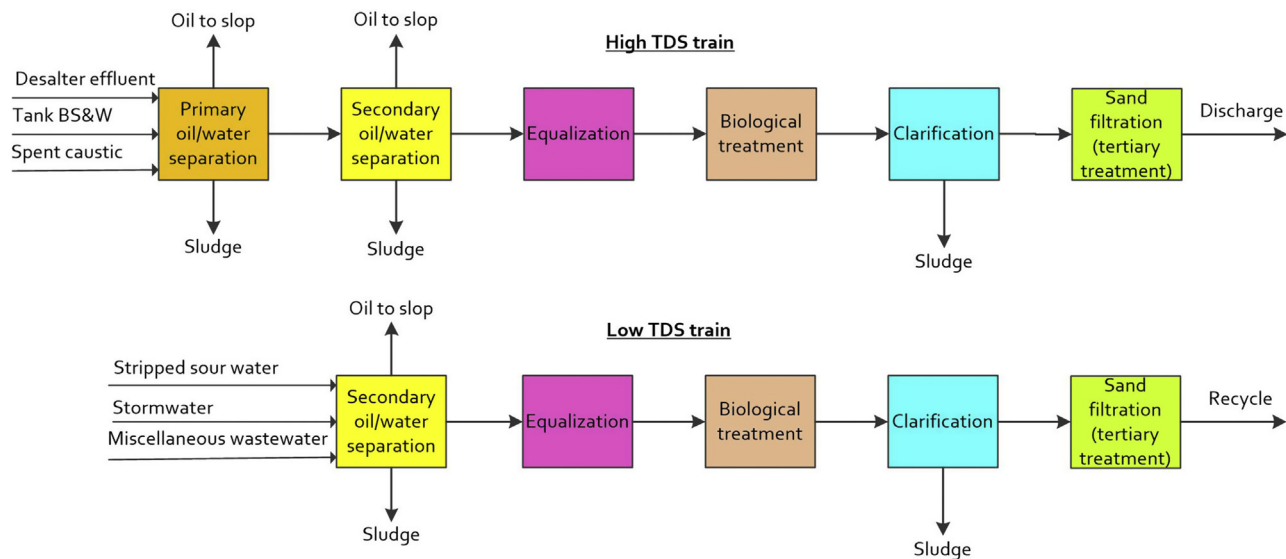 Oil to slop
Oil to slop
High TDS train
Desalter effluent
Tank BS&W
Spent caustic
Primary
oil/water
separation
Secondary
oil/water
separation
Equalization
Biological
treatment
Clarification
Sand
filtration
(tertiary
treatment)
Discharge
Sludge
Sludge
Sludge
Oil to slop
Low TDS train
Stripped sour water
Stormwater
Miscellaneous wastewater
Secondary
oil/water
separation
Equalization
Biological
treatment
Clarification
Sand
filtration
(tertiary
treatment)
Recycle
Sludge
Sludge